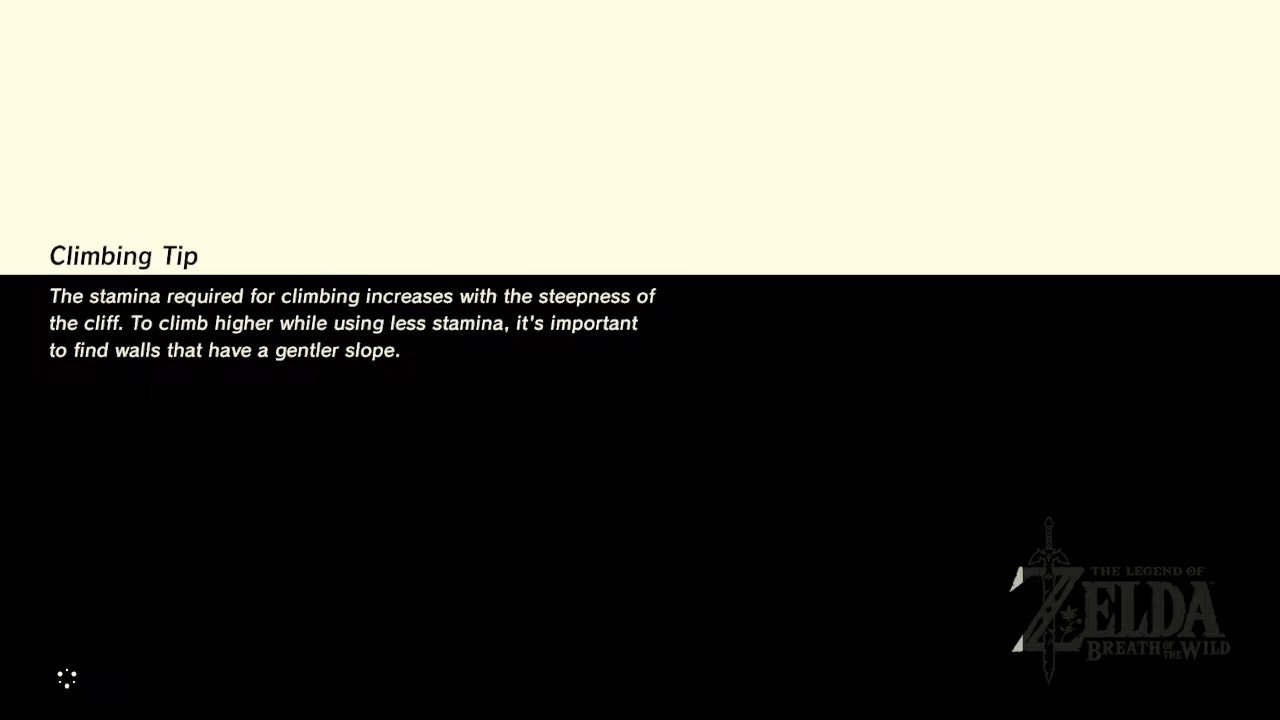 Climbing Tip
The stamina required for climbing increases with the steepness of
the cliff. To climb higher while using less stamina, it's important
to find walls that have a gentler slope.
THE LEGEND OF
ZELDA
BREATH OF THE WILD